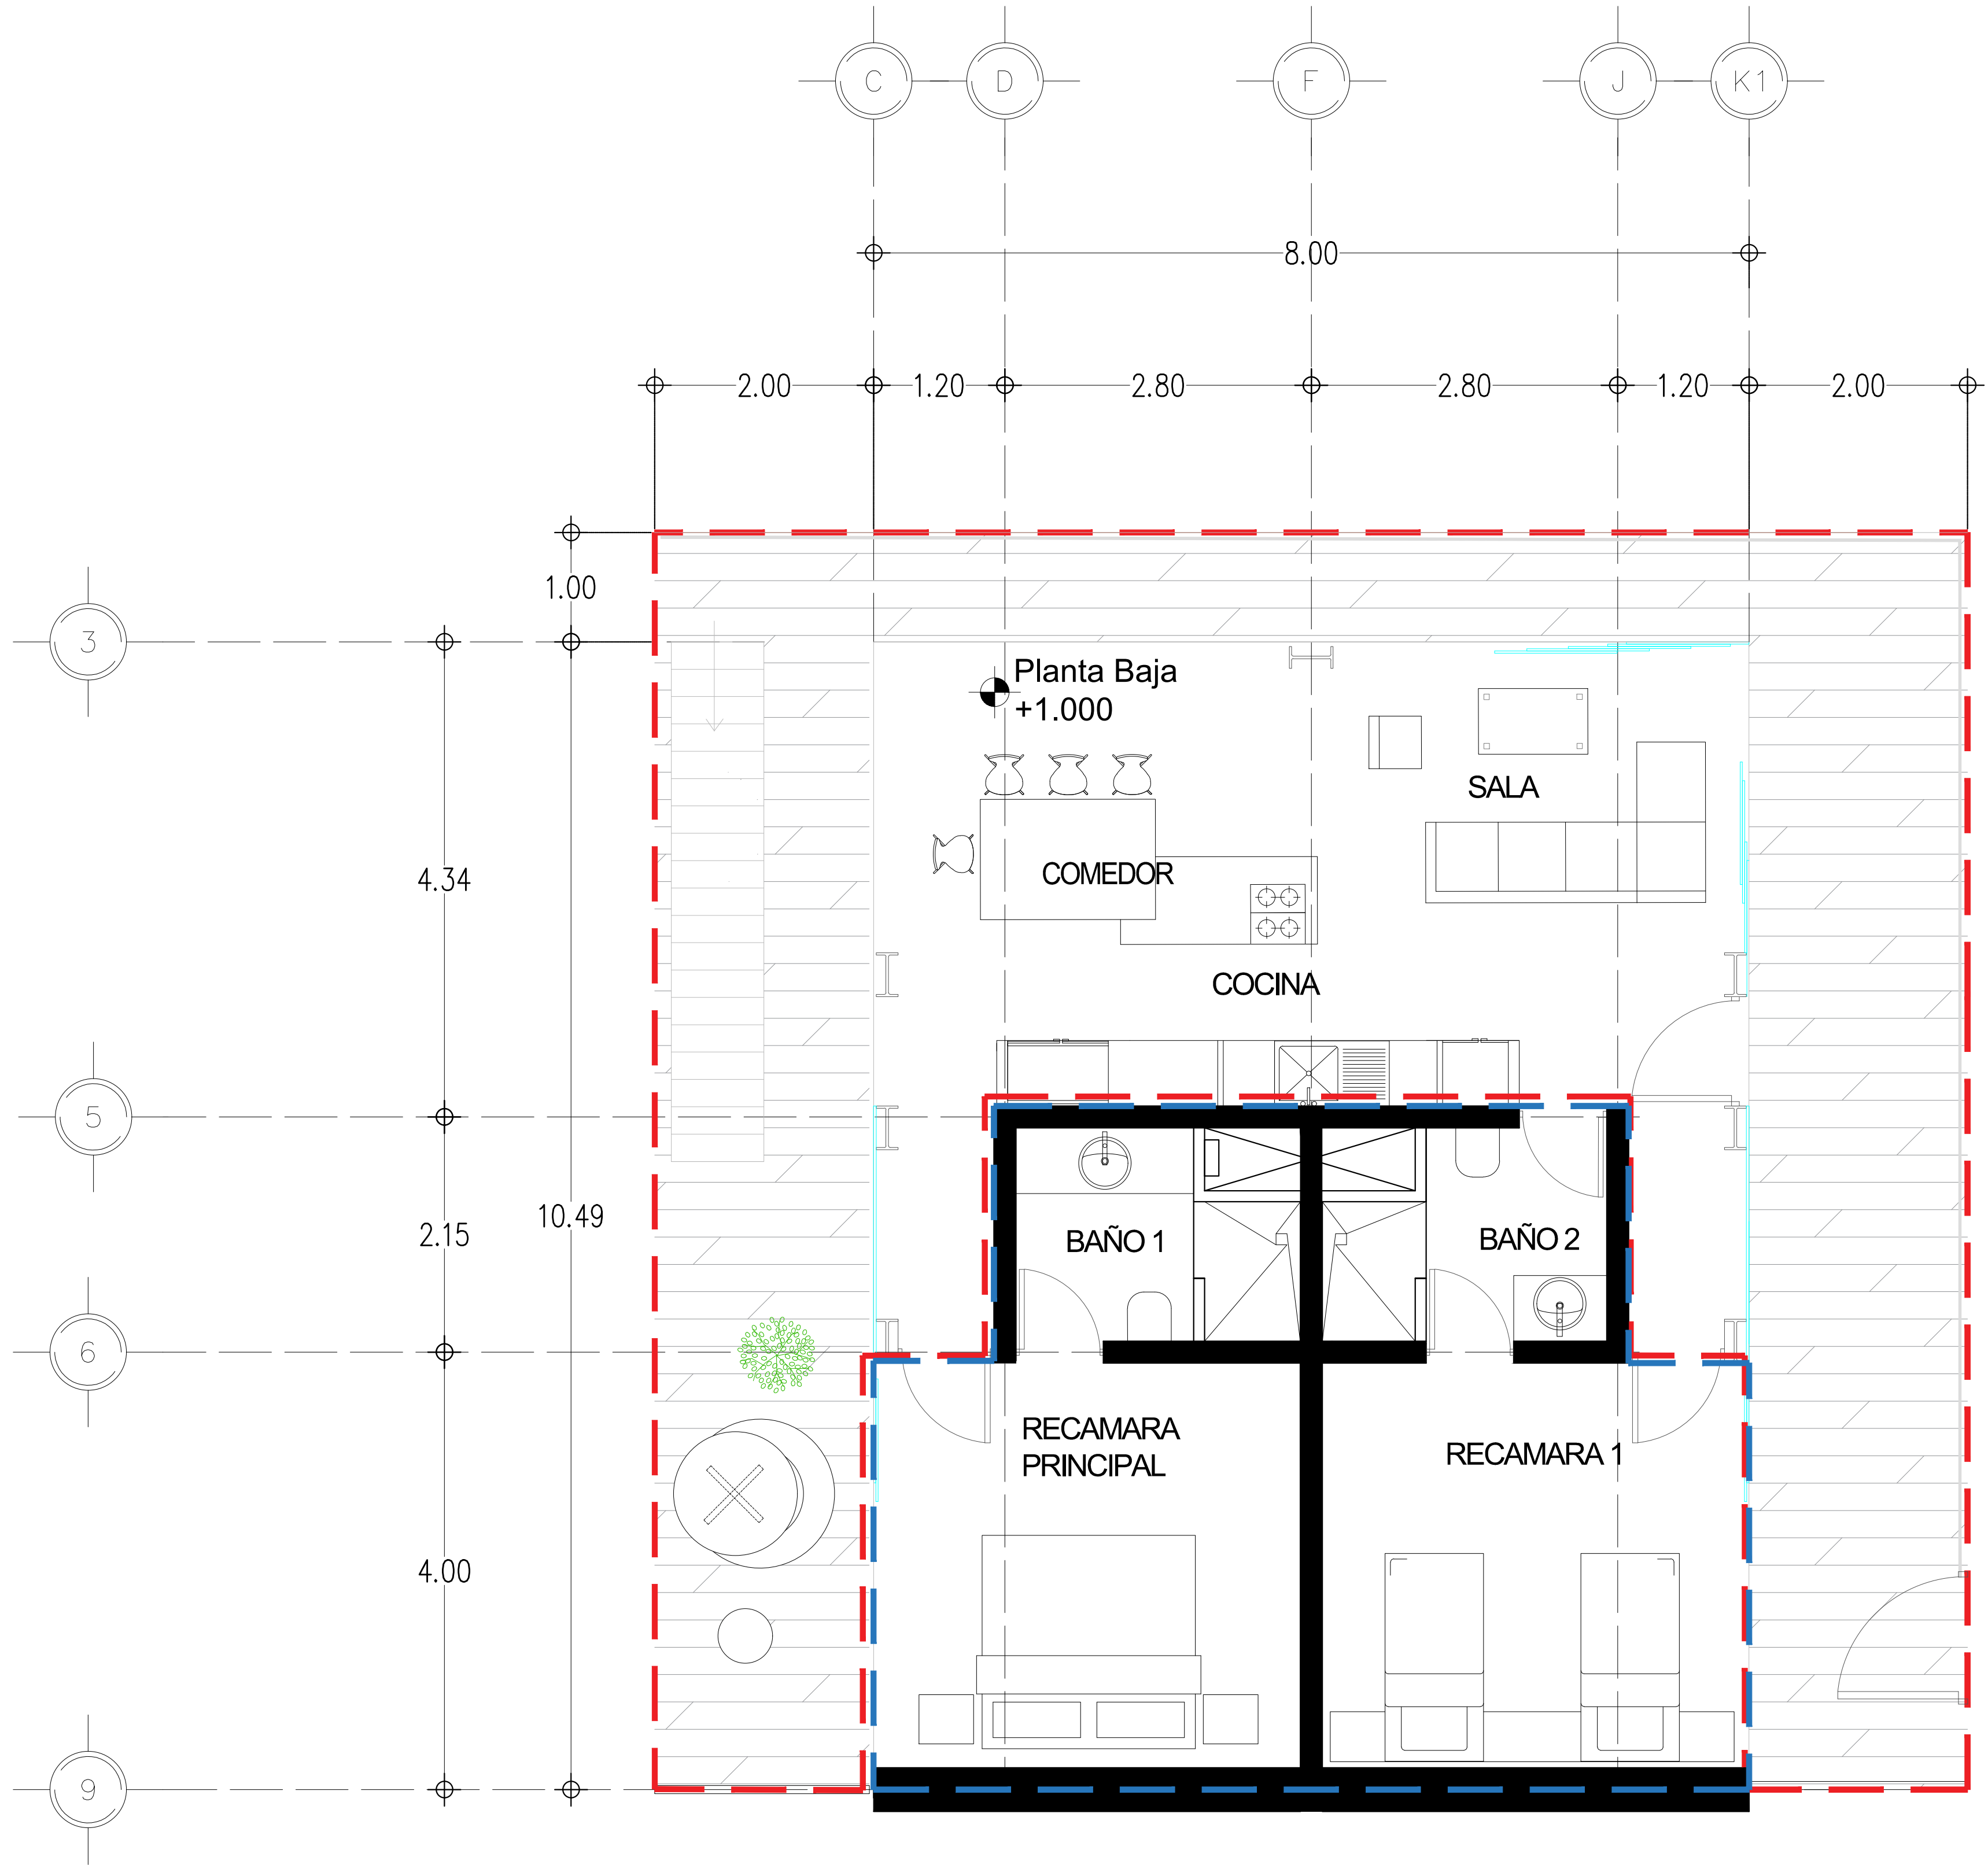 C D F J K1
8.00
2.00 1.20 2.80 2.80 1.20 2.00
1.00
3
Planta Baja
+1.000
SALA
4.34
COMEDOR
COCINA
5
10.49
2.15
BAÑO 1
BAÑO 2
6
RECAMARA
PRINCIPAL
RECAMARA 1
4.00
9